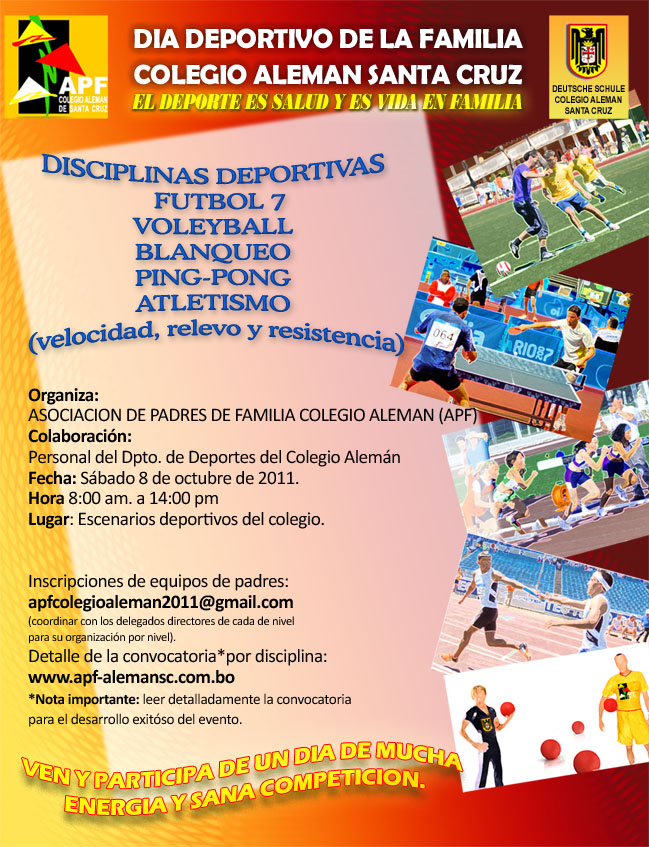 DIA DEPORTIVO DE LA FAMILIA
COLEGIO ALEMAN SANTA CRUZ
EL DEPORTE ES SALUD Y ES VIDA EN FAMILIA
APF
COLEGIO ALEMAN
DE SANTA CRUZ
DEUTSCHE SCHULE
COLEGIO ALEMAN
SANTA CRUZ
DISCIPLINAS DEPORTIVAS
FUTBOL 7
VOLEYBALL
BLANQUEO
PING-PONG
ATLETISMO
(velocidad, relevo y resistencia)
064
RIO2007
Organiza:
ASOCIACION DE PADRES DE FAMILIA COLEGIO ALEMAN (APF)
Colaboración:
Personal del Dpto. de Deportes del Colegio Alemán
Fecha: Sábado 8 de octubre de 2011.
Hora 8:00 am. a 14:00 pm
Lugar: Escenarios deportivos del colegio.
Inscripciones de equipos de padres:
apfcolegioaleman2011@gmail.com
(coordinar con los delegados directores de cada de nivel
para su organización por nivel).
Detalle de la convocatoria*por disciplina:
www.apf-alemansc.com.bo
*Nota importante: leer detalladamente la convocatoria
para el desarrollo exitóso del evento.
VEN Y PARTICIPA DE UN DIA DE MUCHA
ENERGIA Y SANA COMPETICION.